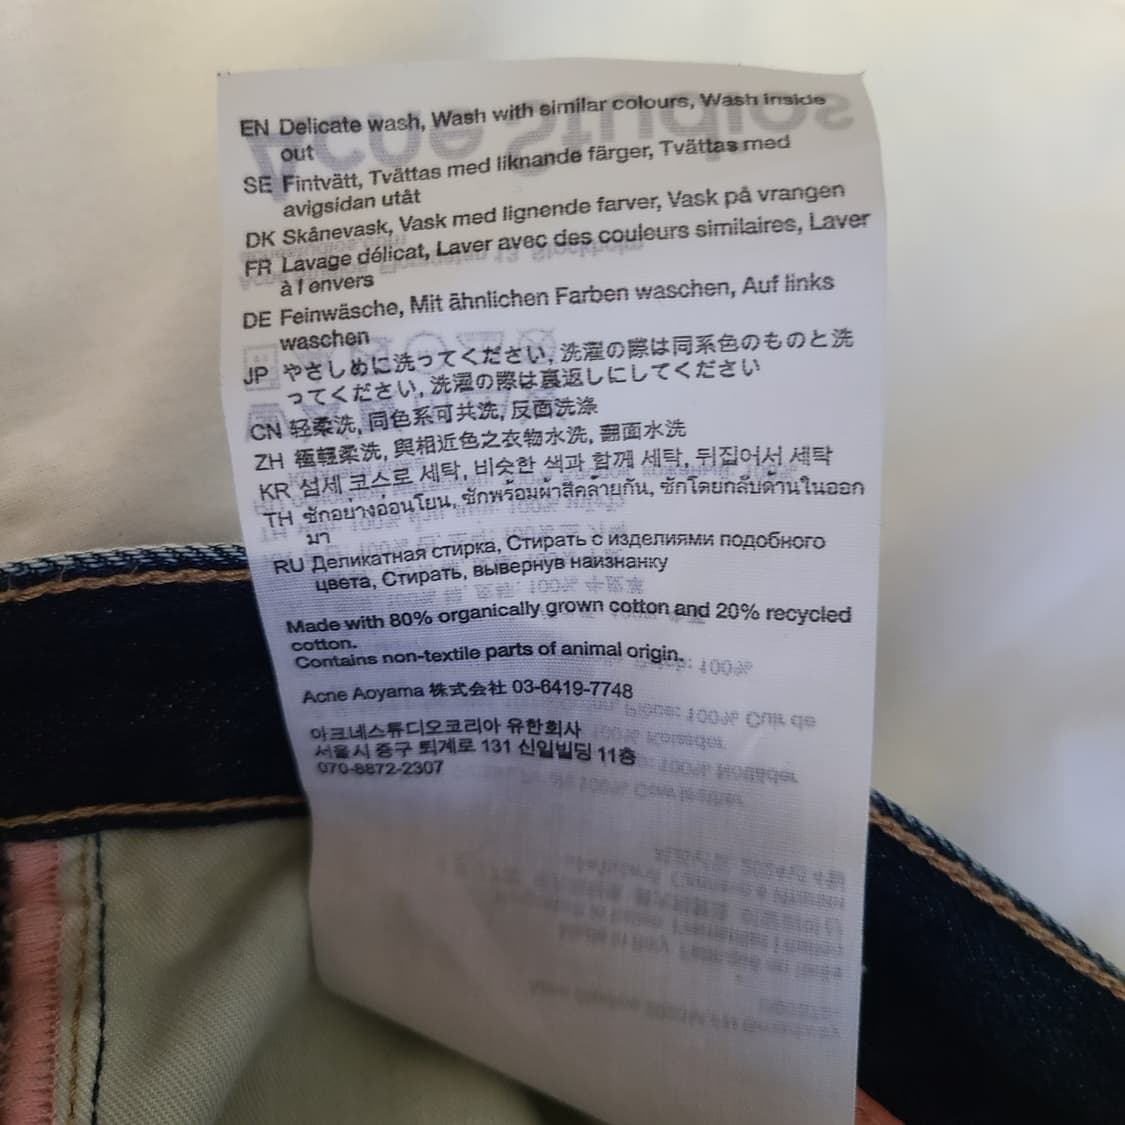 EN Delicate wash, Wash with similar colours, Wash inside
out
SE Fintvätt, Tvättas med liknande färger, Tvättas med
avigsidan utåt
DK Skånevask, Vask med lignende farver, Vask på vrangen
FR Lavage délicat, Laver avec des couleurs similaires, Laver
à l envers
DE Feinwäsche, Mit ähnlichen Farben waschen, Auf links
waschen
JP やさしめに洗ってください, 洗濯の際は同系色のものと洗
ってください, 洗濯の際は裏返しにしてください
CN 轻柔洗, 同色系可共洗, 反面洗涤
ZH 極輕柔洗, 與相近色之衣物水洗, 翻面水洗
KR 섬세 코스로 세탁, 비슷한 색과 함께 세탁, 뒤집어서 세탁
TH ซักอย่างอ่อนโยน, ซักพร้อมผ้าสีคล้ายกัน, ซักโดยกลับด้านในออก
มา
RU Деликатная стирка, Стирать с изделиями подобного
цвета, Стирать, вывернув наизнанку
Made with 80% organically grown cotton and 20% recycled
cotton.
Contains non-textile parts of animal origin.
Acne Aoyama 株式会社 03-6419-7748
아크네스튜디오코리아 유한회사
서울시 중구 퇴계로 131 신일빌딩 11층
070-8872-2307